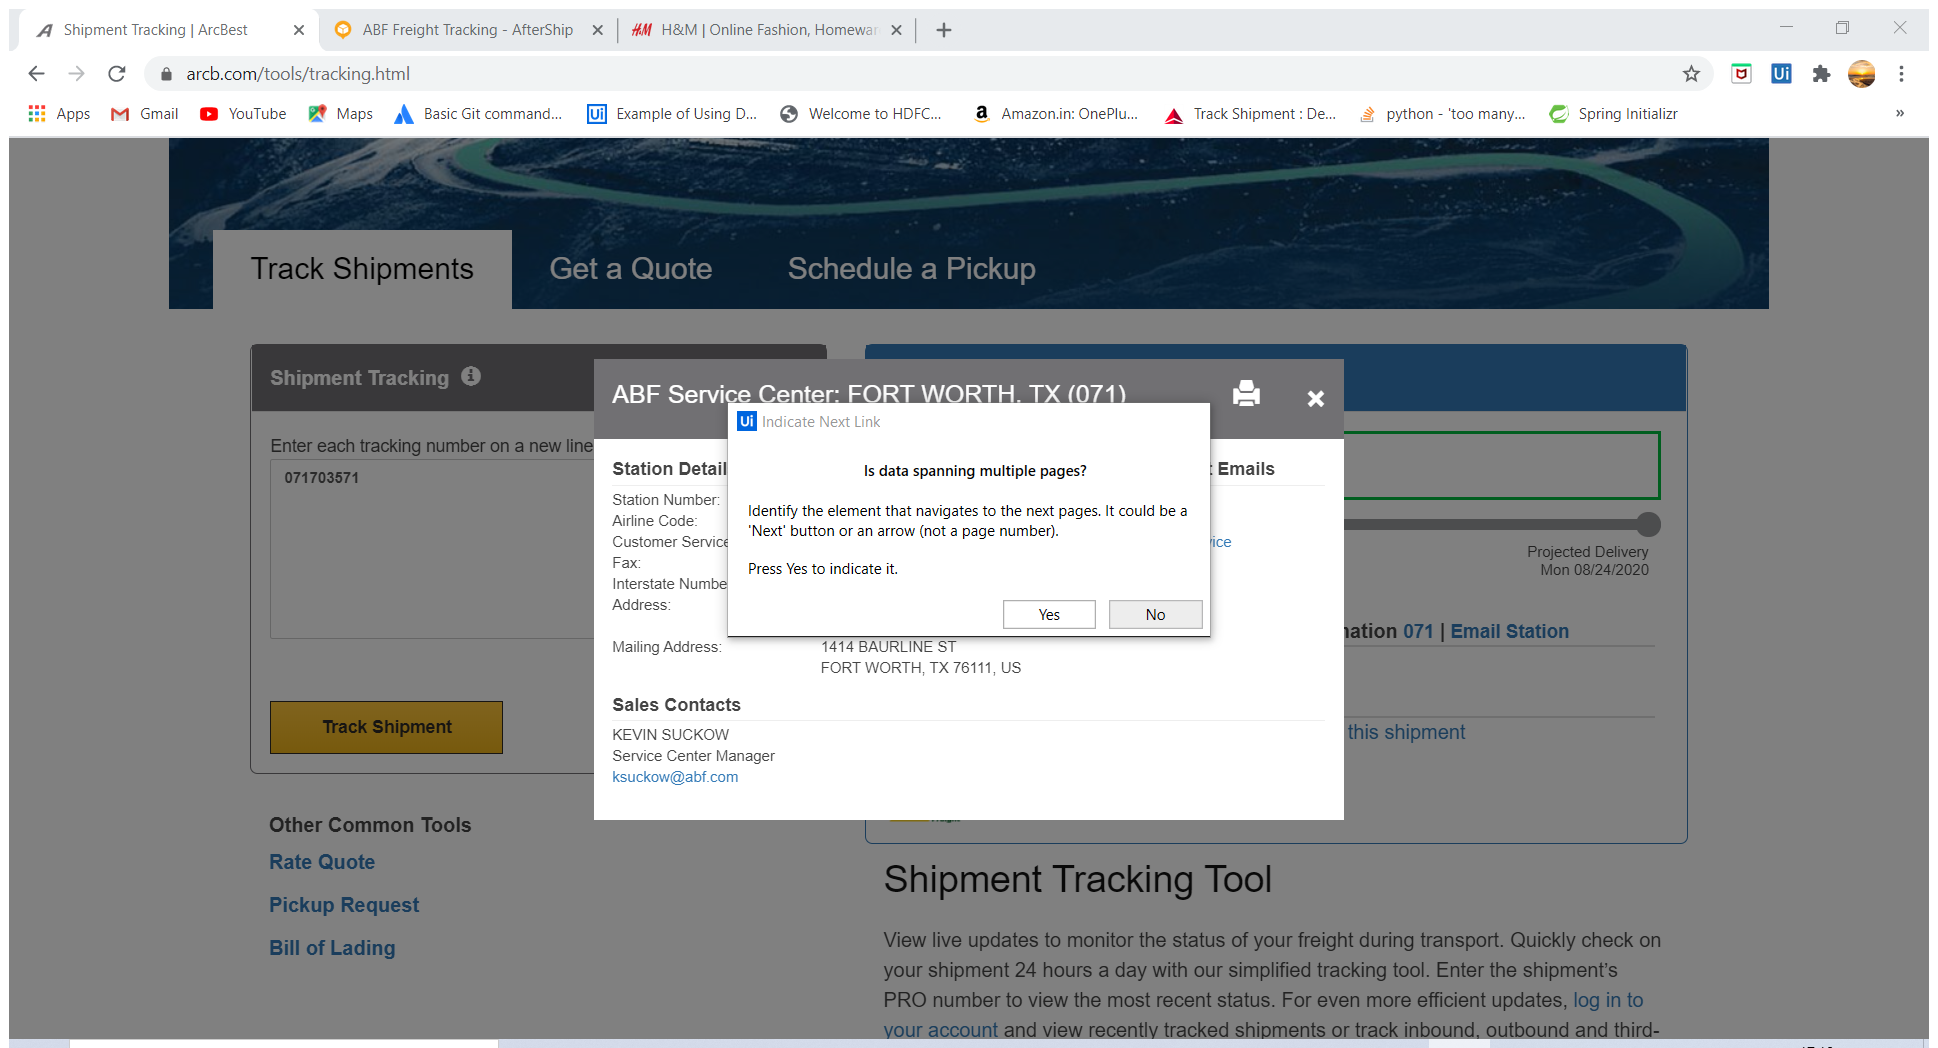 Shipment Tracking | ArcBest
ABF Freight Tracking - AfterShip
H&M | Online Fashion, Homewar
arcb.com/tools/tracking.html
Apps Gmail YouTube Maps Basic Git command... Example of Using D... Welcome to HDFC... Amazon.in: OnePlu... Track Shipment : De... python - 'too many... Spring Initializr »
Track Shipments Get a Quote Schedule a Pickup
Shipment Tracking
Enter each tracking number on a new line
071703571
Track Shipment
Other Common Tools
Rate Quote
Pickup Request
Bill of Lading
ABF Service Center: FORT WORTH, TX (071)
Station Detail
Emails
Station Number:
Airline Code:
Customer Service
Fax:
Interstate Numbe
Address:
Mailing Address: 1414 BAURLINE ST
FORT WORTH, TX 76111, US
Sales Contacts
KEVIN SUCKOW
Service Center Manager
ksuckow@abf.com
Ui Indicate Next Link
Is data spanning multiple pages?
Identify the element that navigates to the next pages. It could be a
'Next' button or an arrow (not a page number).
Press Yes to indicate it.
Yes No
Projected Delivery
Mon 08/24/2020
071 | Email Station
this shipment
Shipment Tracking Tool
View live updates to monitor the status of your freight during transport. Quickly check on
your shipment 24 hours a day with our simplified tracking tool. Enter the shipment's
PRO number to view the most recent status. For even more efficient updates, log in to
your account and view recently tracked shipments or track inbound, outbound and third-